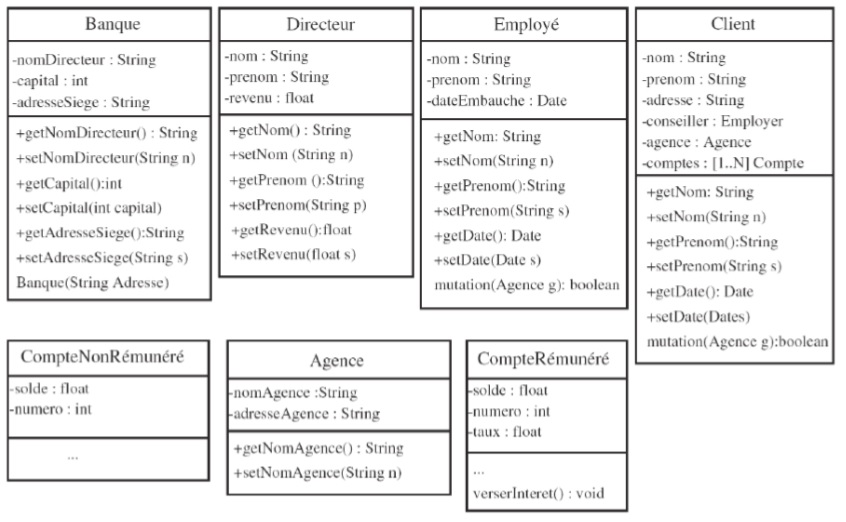 Banque
-nomDirecteur : String
-capital : int
-adresseSiege : String
+getNomDirecteur() : String
+setNomDirecteur(String n)
+getCapital():int
+setCapital(int capital)
+getAdresseSiege():String
+setAdresseSiege(String s)
Banque(String Adresse)
Directeur
-nom : String
-prenom : String
-revenu : float
+getNom() : String
+setNom (String n)
+getPrenom ():String
+setPrenom(String p)
+getRevenu():float
+setRevenu(float s)
Employé
-nom : String
-prenom : String
-dateEmbauche : Date
+getNom: String
+setNom(String n)
+getPrenom():String
+setPrenom(String s)
+getDate(): Date
+setDate(Date s)
mutation(Agence g): boolean
Client
-nom : String
-prenom : String
-adresse : String
-conseiller : Employer
-agence : Agence
-comptes : [1..N] Compte
+getNom: String
+setNom(String n)
+getPrenom():String
+setPrenom(String s)
+getDate(): Date
+setDate(Dates)
mutation(Agence g):boolean
CompteNonRémunéré
-solde : float
-numero : int
...
Agence
-nomAgence :String
-adresseAgence : String
+getNomAgence() : String
+setNomAgence(String n)
CompteRémunéré
-solde : float
-numero : int
-taux : float
...
verserInteret() : void